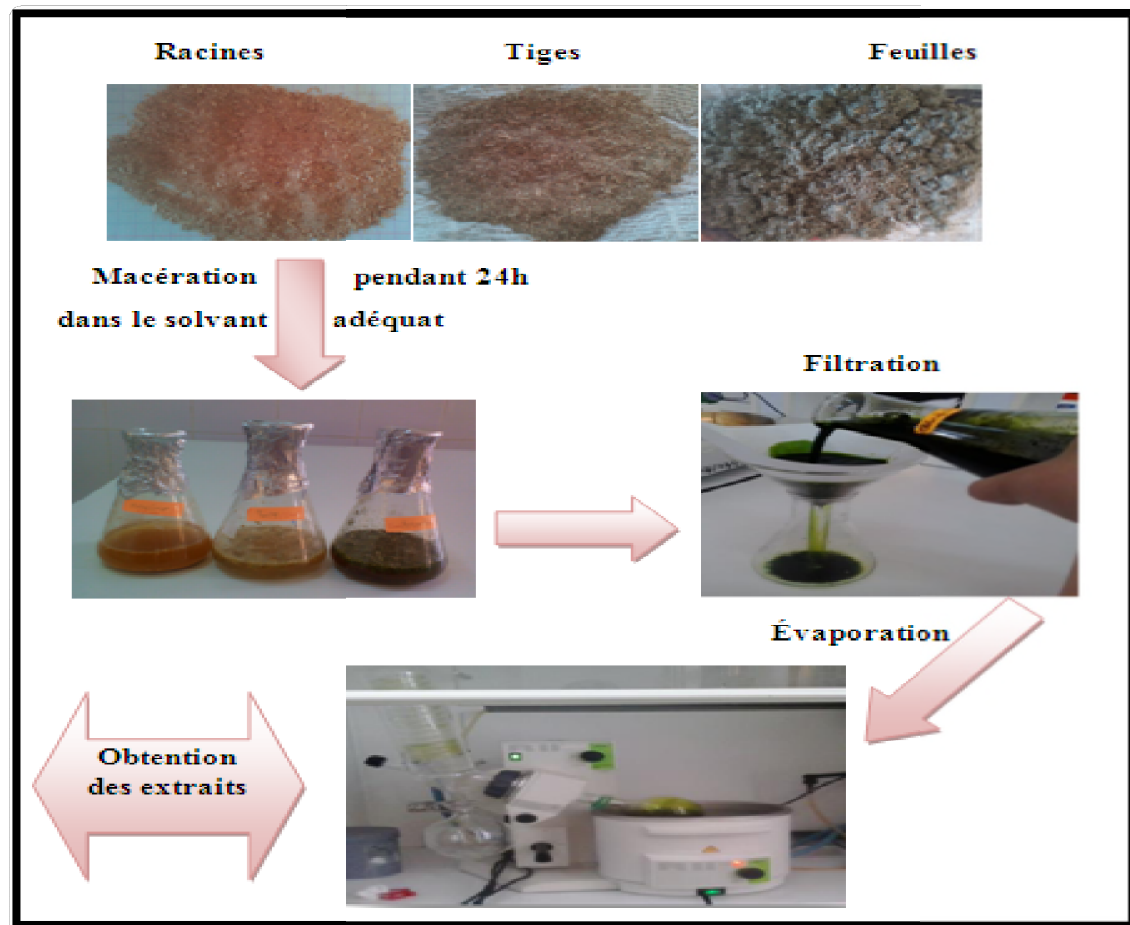 Racines Tiges Feuilles
Macération pendant 24h
dans le solvant adéquat
Filtration
Évaporation
Obtention
des extraits